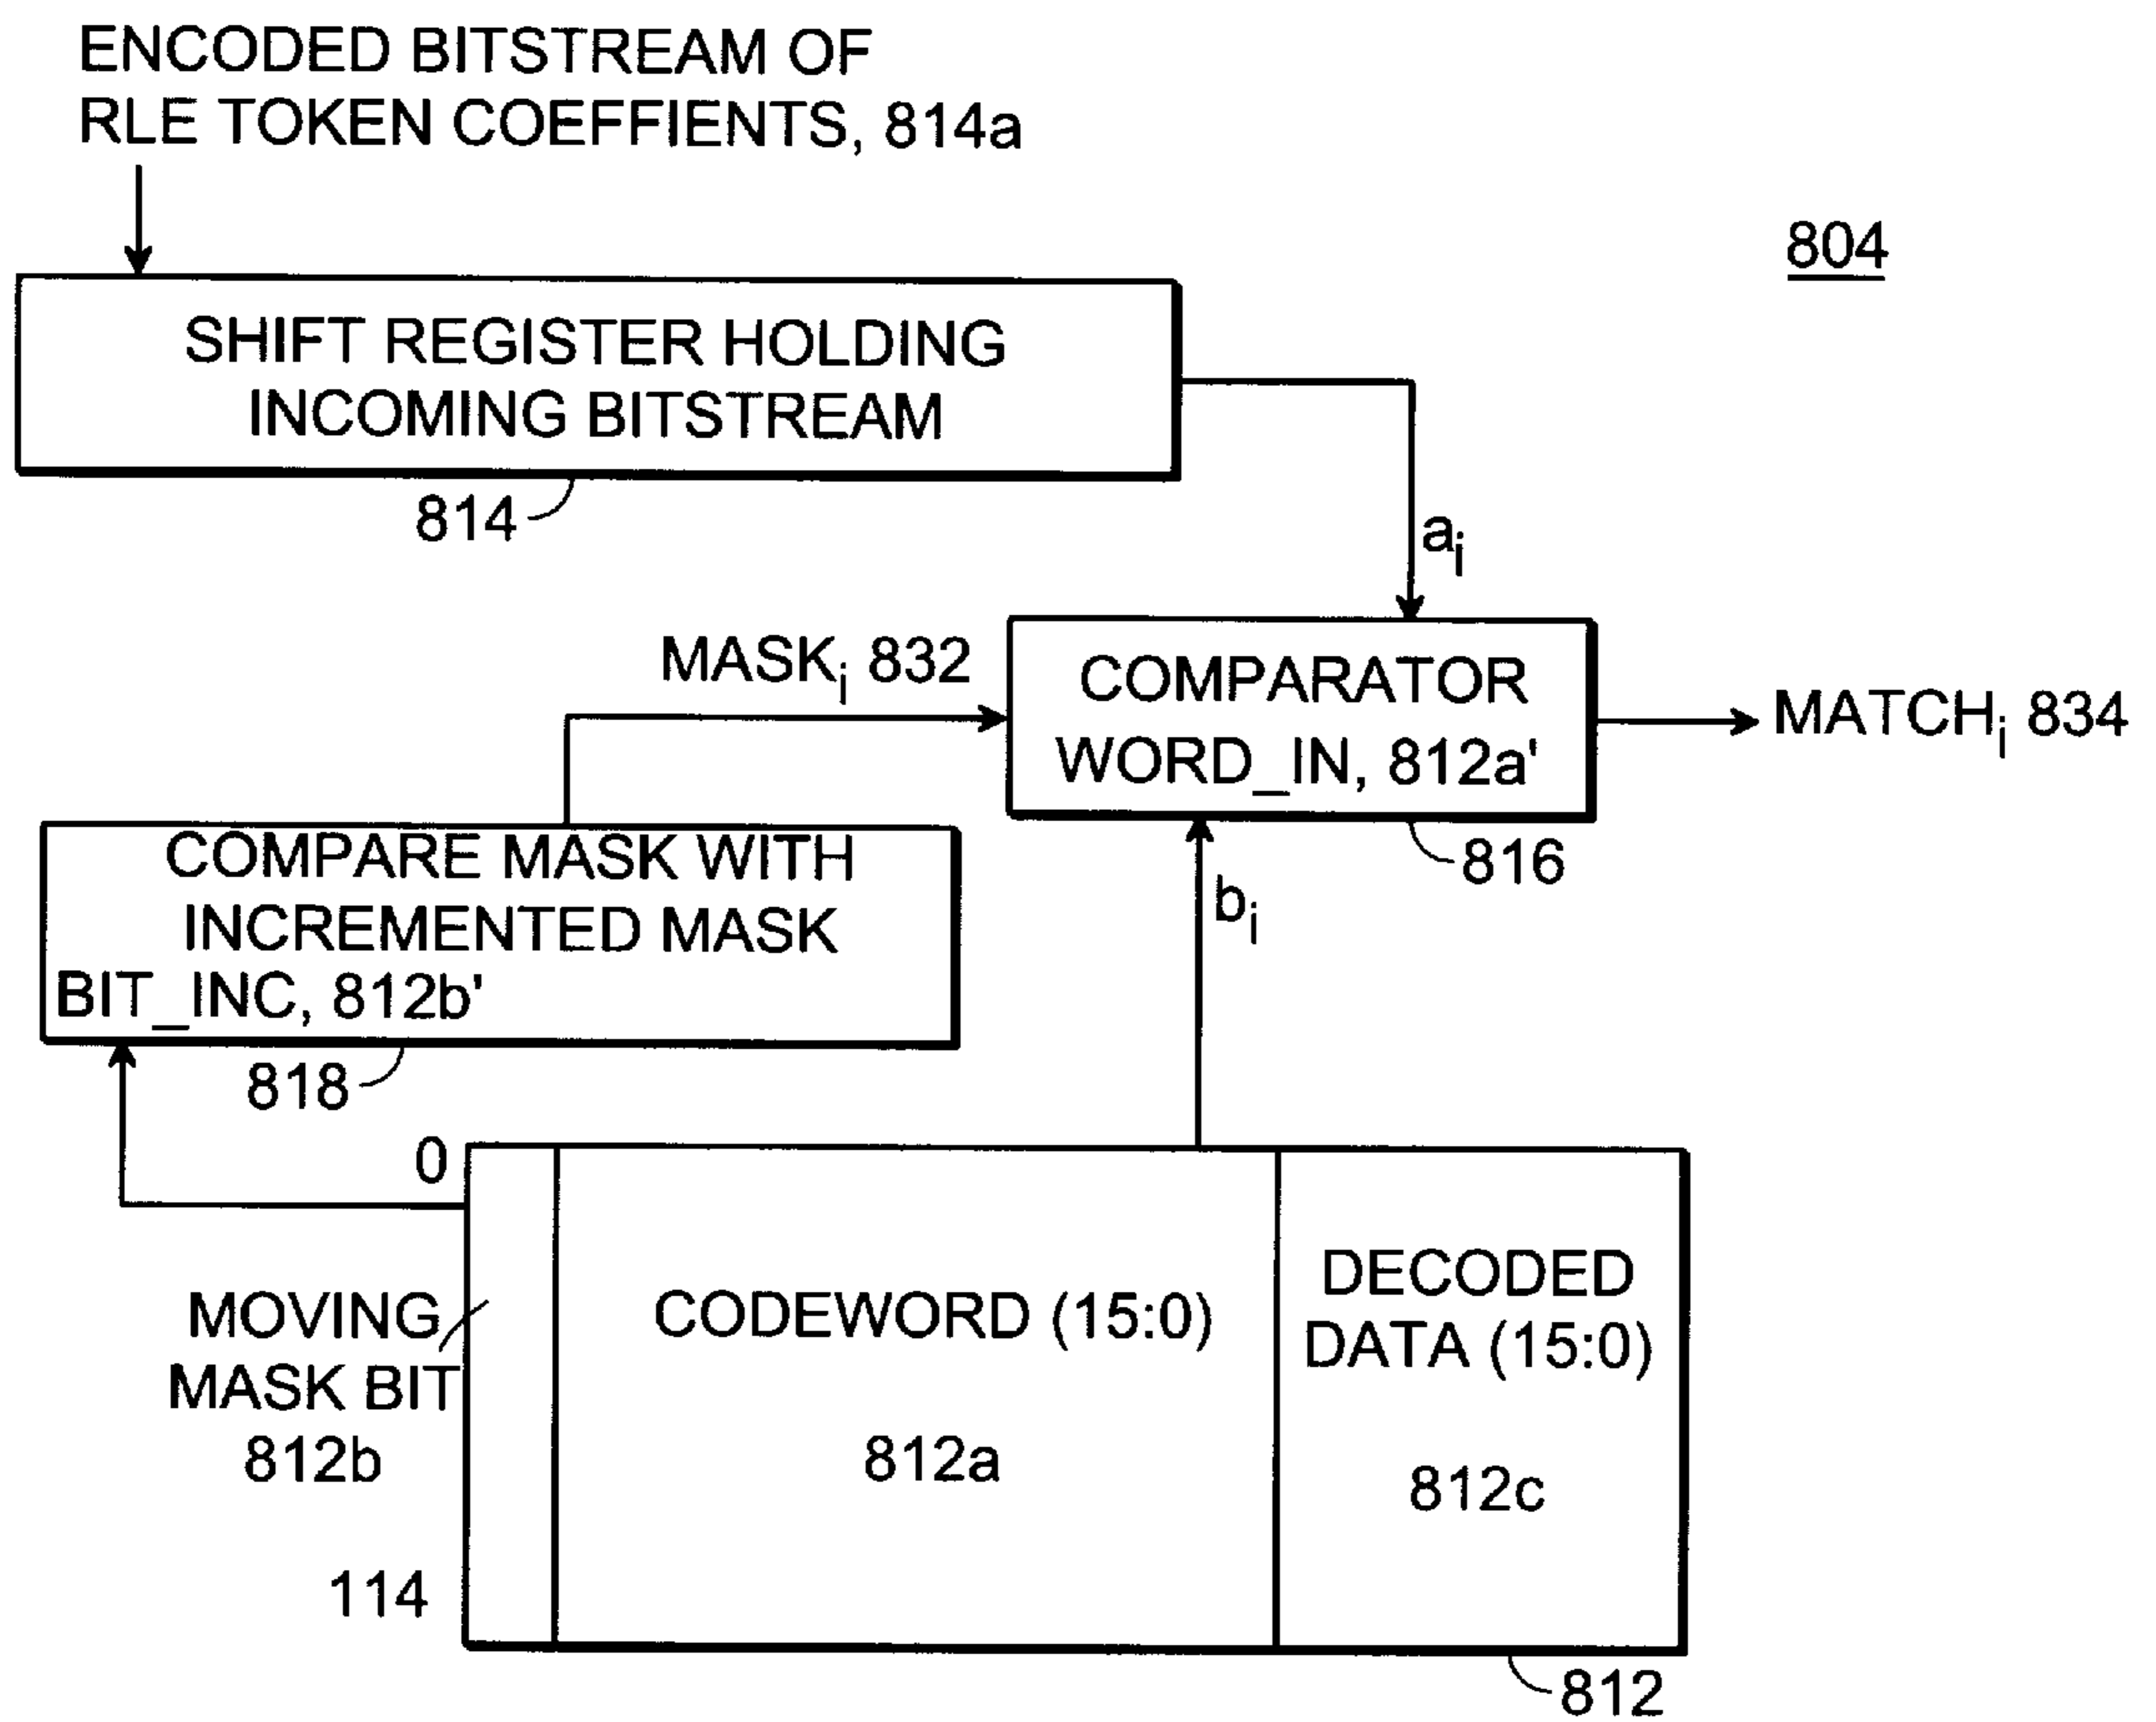 ENCODED BITSTREAM OF
RLE TOKEN COEFFIENTS, 814a
804
SHIFT REGISTER HOLDING
INCOMING BITSTREAM
814
ai
MASKi 832
COMPARATOR
WORD_IN, 812a'
MATCHi 834
816
COMPARE MASK WITH
INCREMENTED MASK
BIT_INC, 812b'
bi
818
0
MOVING
MASK BIT
812b
CODEWORD (15:0)
812a
DECODED
DATA (15:0)
812c
114
812